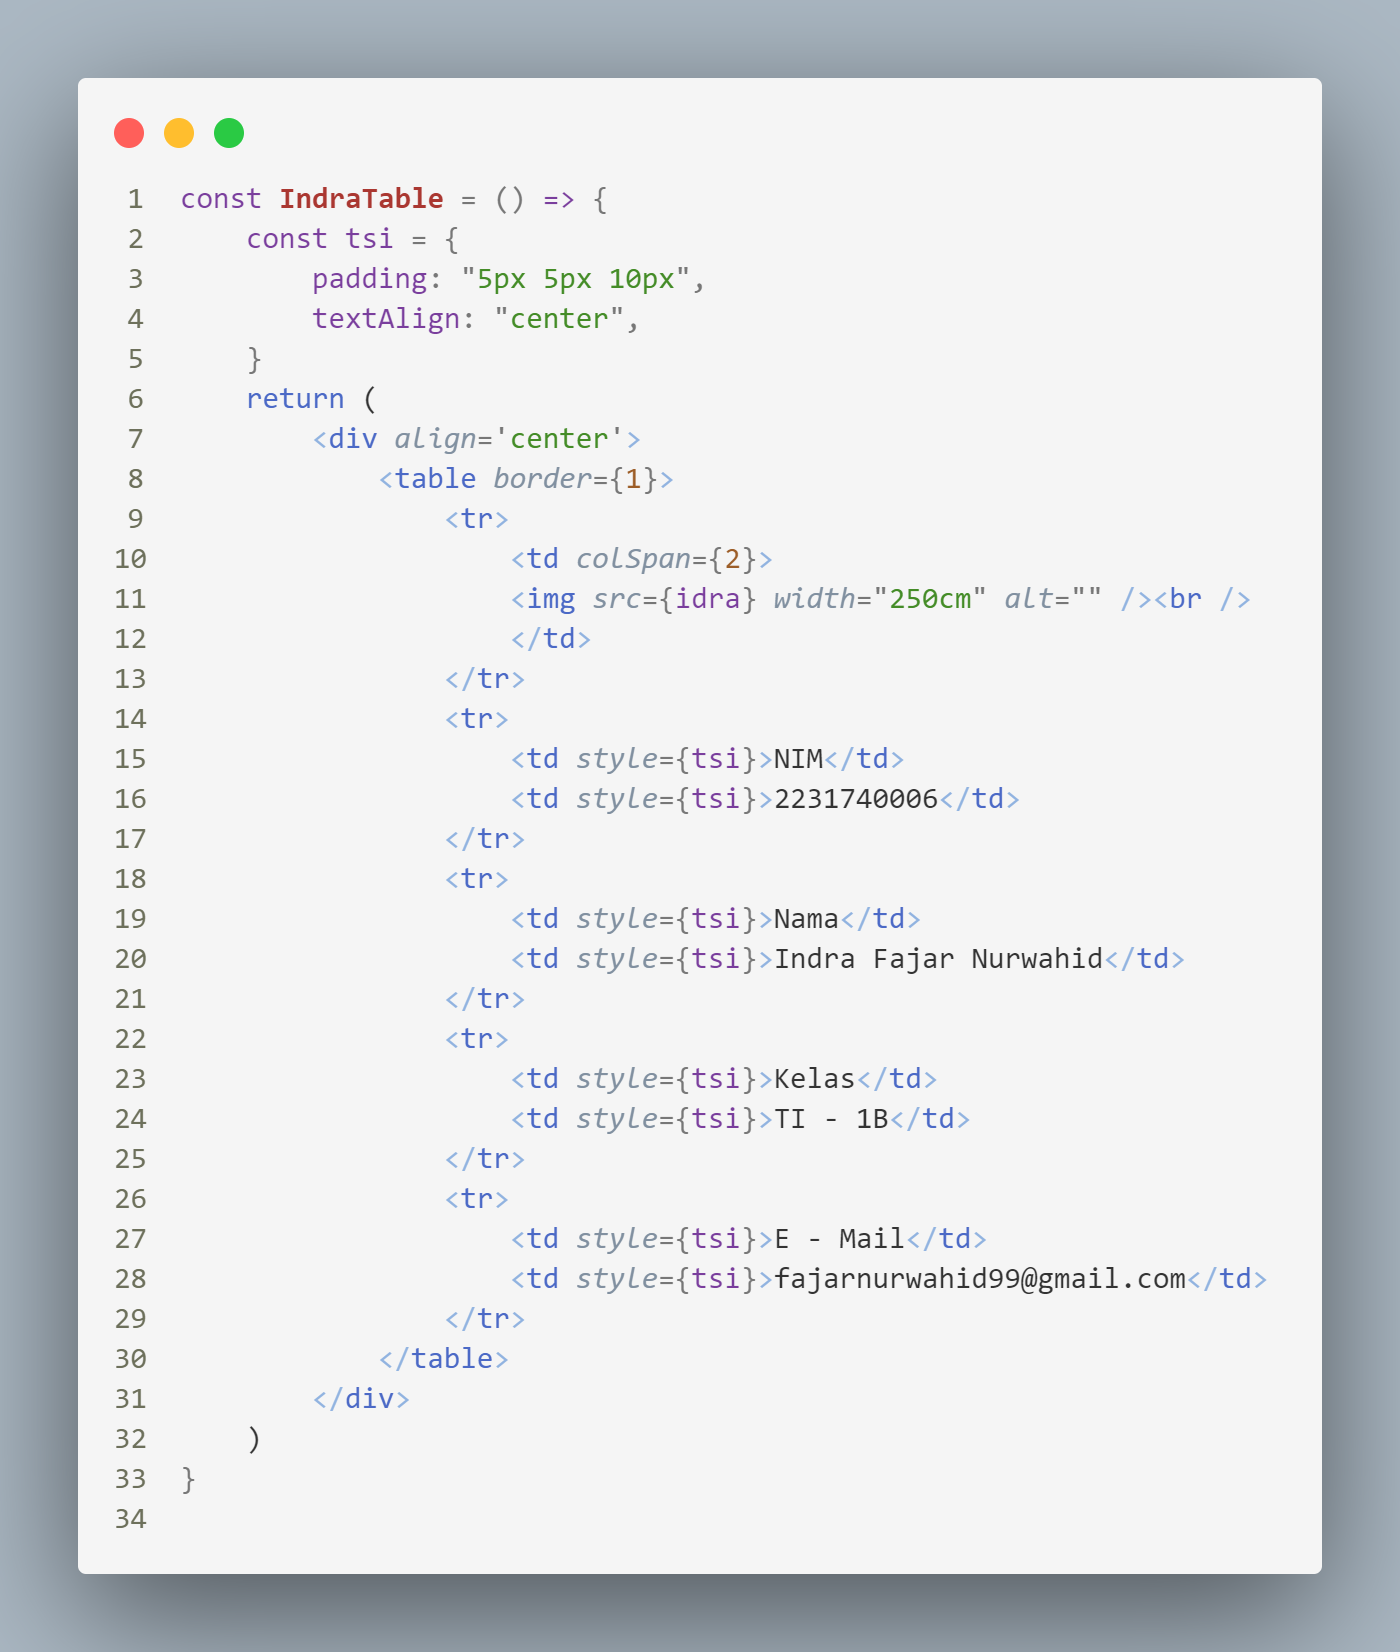 1 const IndraTable = () => {
2     const tsi = {
3         padding: "5px 5px 10px",
4         textAlign: "center",
5     }
6     return (
7         <div align='center'>
8             <table border={1}>
9                 <tr>
10                     <td colSpan={2}>
11                     <img src={idra} width="250cm" alt="" /><br />
12                     </td>
13                 </tr>
14                 <tr>
15                     <td style={tsi}>NIM</td>
16                     <td style={tsi}>2231740006</td>
17                 </tr>
18                 <tr>
19                     <td style={tsi}>Nama</td>
20                     <td style={tsi}>Indra Fajar Nurwahid</td>
21                 </tr>
22                 <tr>
23                     <td style={tsi}>Kelas</td>
24                     <td style={tsi}>TI - 1B</td>
25                 </tr>
26                 <tr>
27                     <td style={tsi}>E - Mail</td>
28                     <td style={tsi}>fajarnurwahid99@gmail.com</td>
29                 </tr>
30             </table>
31         </div>
32     )
33 }
34